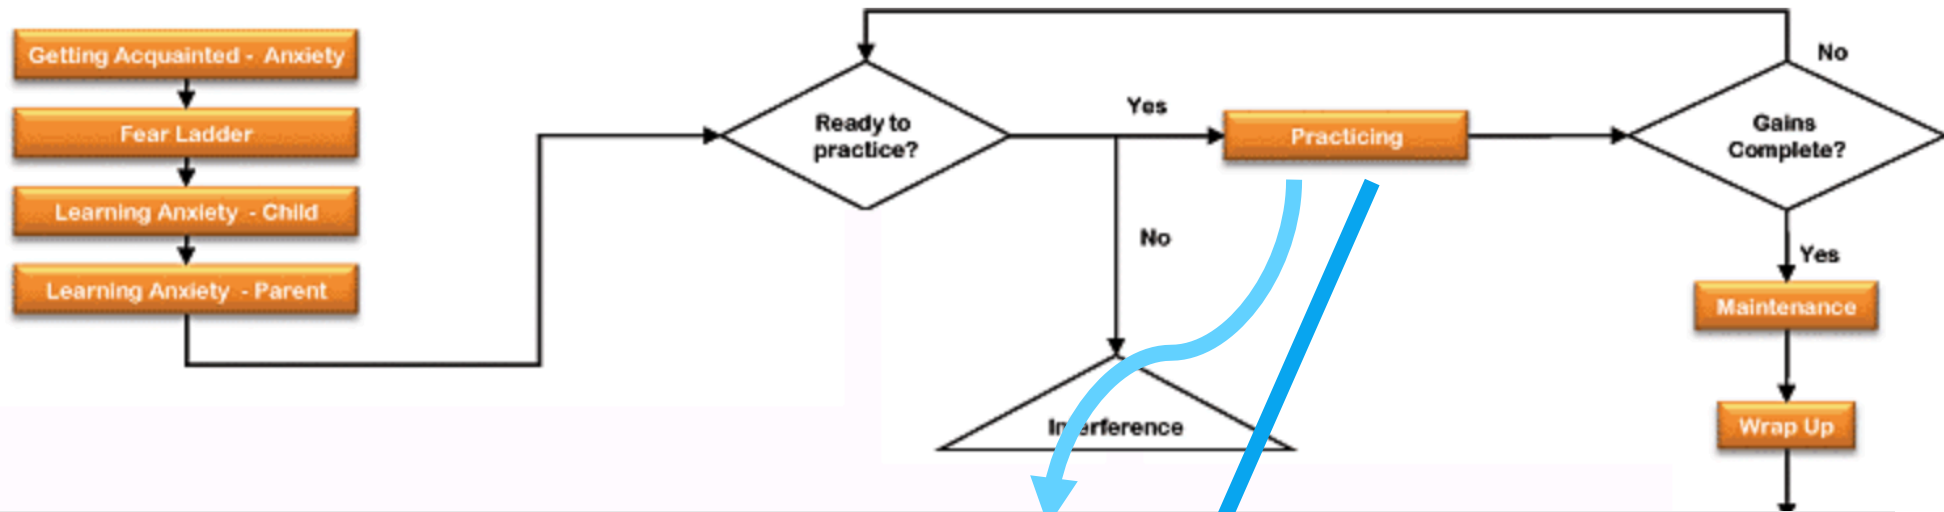 Getting Acquainted - Anxiety
Fear Ladder
Learning Anxiety - Child
Learning Anxiety - Parent
Ready to
practice?
Yes
No
Practicing
Interference
Gains
Complete?
No
Yes
Maintenance
Wrap Up